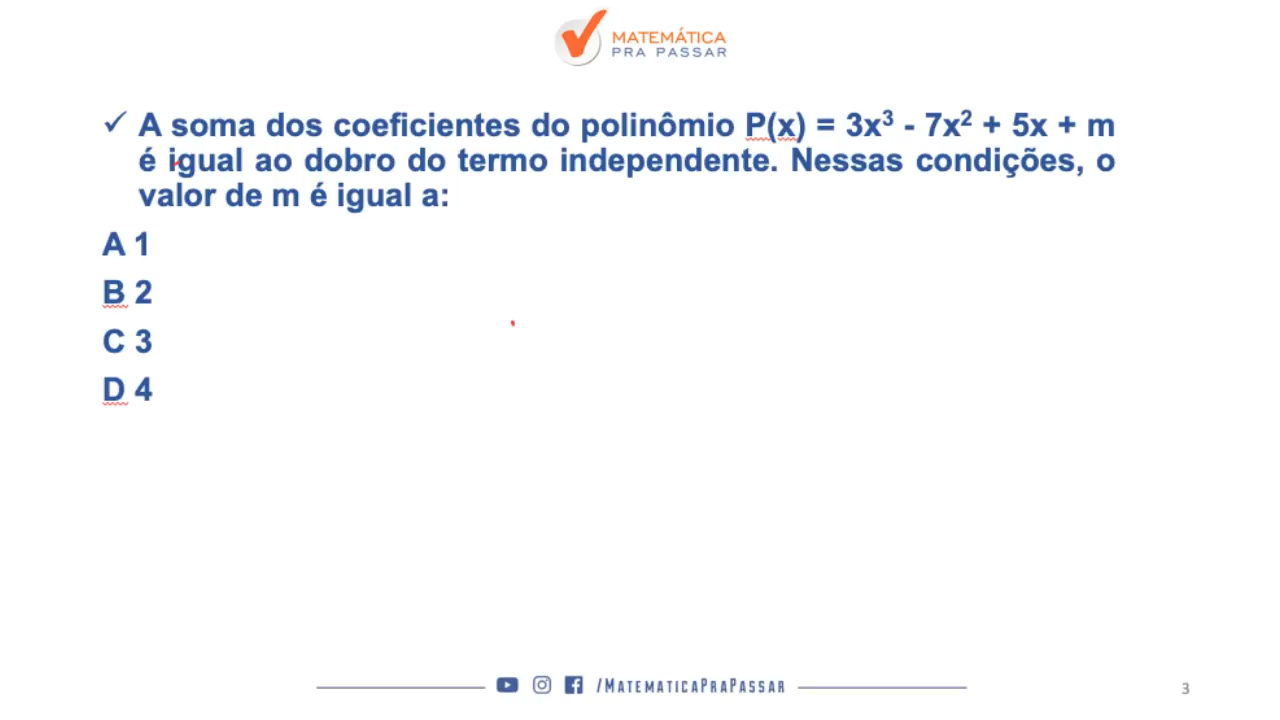 MATEMÁTICA
PRA PASSAR
✓ A soma dos coeficientes do polinômio P(x) = 3x³ - 7x² + 5x + m
é igual ao dobro do termo independente. Nessas condições, o
valor de m é igual a:
A 1
B 2
C 3
D 4
/MATEMATICAPRAPASSAR
3